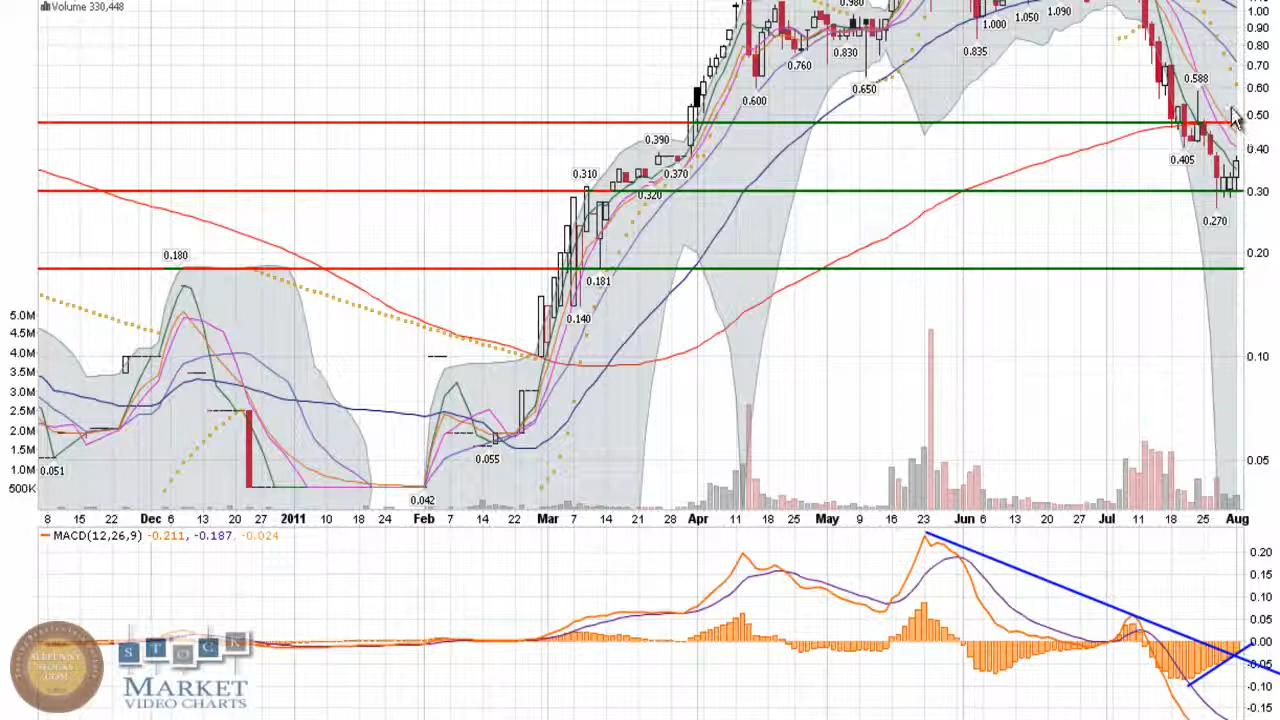 Volume 330,448
0.980
1.00
1.000
1.050
1.090
0.90
0.830
0.835
0.80
0.760
0.70
0.588
0.650
0.60
0.600
0.50
0.390
0.40
0.405
0.310
0.370
0.320
0.30
0.270
0.180
0.20
0.181
5.0M
0.140
4.5M
4.0M
0.10
3.5M
3.0M
2.5M
2.0M
1.5M
0.055
0.05
1.0M
0.051
500K
0.042
8 15 22 Dec 6 13 20 27 2011 10 18 24 Feb 7 14 22 Mar 7 14 21 28 Apr 11 18 25 May 9 16 23 Jun 6 13 20 27 Jul 11 18 25 Aug
MACD(12,26,9) -0.211, -0.187, -0.024
0.20
0.15
0.10
0.05
0.00
-0.05
-0.10
-0.15
ALLPENNY
STOCKS
.COM
STOCK
MARKET
VIDEO CHARTS